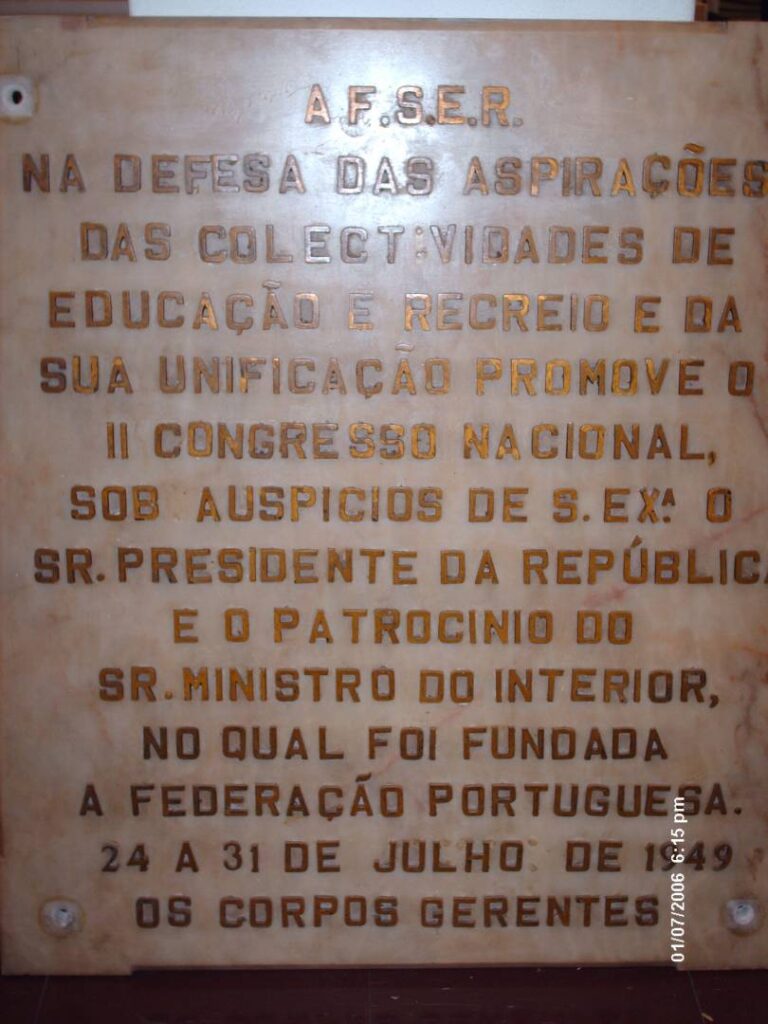 A F.S.E.R.
NA DEFESA DAS ASPIRAÇÕES
DAS COLECTIVIDADES DE
EDUCAÇÃO E RECREIO E DA
SUA UNIFICAÇÃO PROMOVE O
II CONGRESSO NACIONAL,
SOB AUSPICIOS DE S. EXª. O
SR. PRESIDENTE DA REPÚBLICA
E O PATROCINIO DO
SR. MINISTRO DO INTERIOR,
NO QUAL FOI FUNDADA
A FEDERAÇÃO PORTUGUESA.
24 A 31 DE JULHO DE 1949
OS CORPOS GERENTES
01/07/2006 6:15 pm